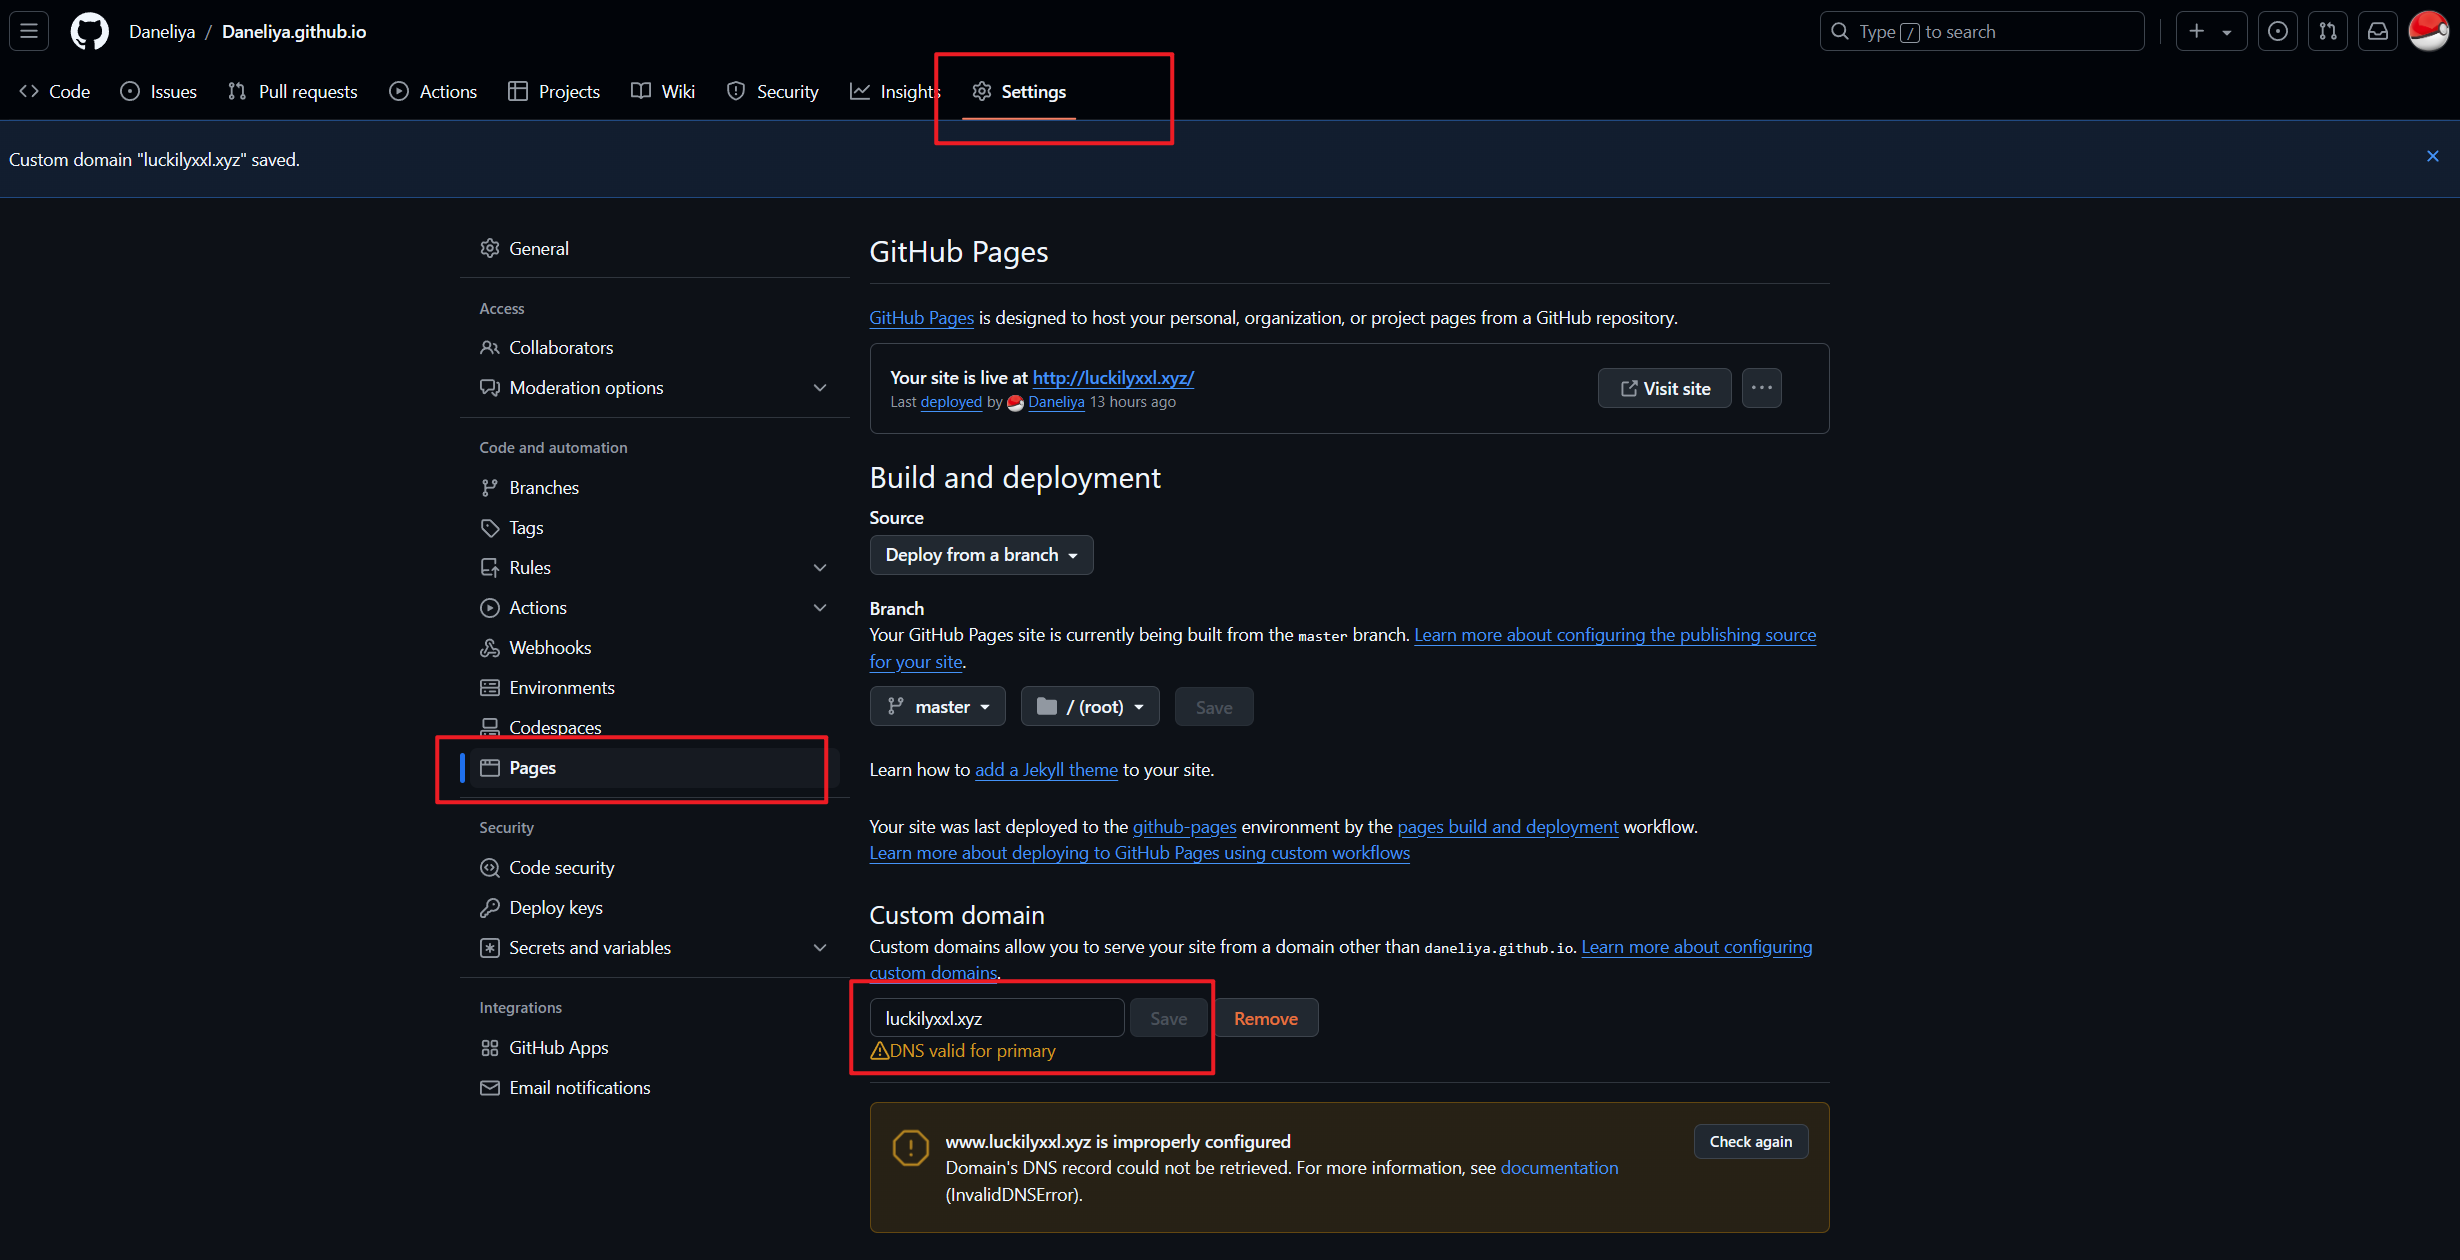 Daneliya / Daneliya.github.io
Type / to search
Code
Issues
Pull requests
Actions
Projects
Wiki
Security
Insights
Settings
Custom domain "luckilyxxl.xyz" saved.
General
Access
Collaborators
Moderation options
Code and automation
Branches
Tags
Rules
Actions
Webhooks
Environments
Codespaces
Pages
Security
Code security
Deploy keys
Secrets and variables
Integrations
GitHub Apps
Email notifications
GitHub Pages
GitHub Pages is designed to host your personal, organization, or project pages from a GitHub repository.
Your site is live at http://luckilyxxl.xyz/
Last deployed by Daneliya 13 hours ago
Visit site
Build and deployment
Source
Deploy from a branch
Branch
Your GitHub Pages site is currently being built from the master branch. Learn more about configuring the publishing source
for your site.
master
/ (root)
Save
Learn how to add a Jekyll theme to your site.
Your site was last deployed to the github-pages environment by the pages build and deployment workflow.
Learn more about deploying to GitHub Pages using custom workflows
Custom domain
Custom domains allow you to serve your site from a domain other than daneliya.github.io. Learn more about configuring
custom domains.
luckilyxxl.xyz
Save
Remove
DNS valid for primary
www.luckilyxxl.xyz is improperly configured
Domain's DNS record could not be retrieved. For more information, see documentation
(InvalidDNSError).
Check again